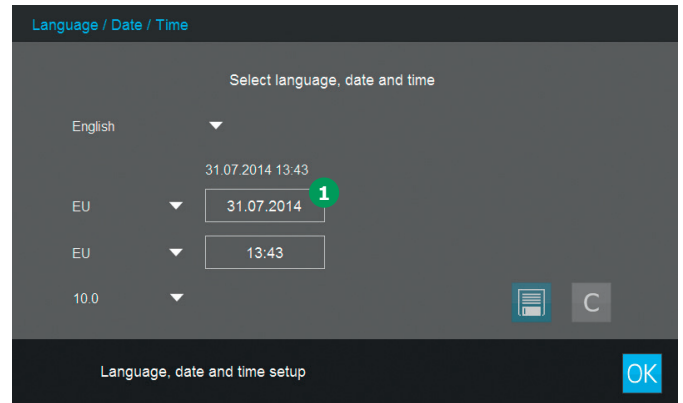 Language / Date / Time
Select language, date and time
English
31.07.2014 13:43
1
EU 31.07.2014
EU 13:43
10.0
C
Language, date and time setup
OK